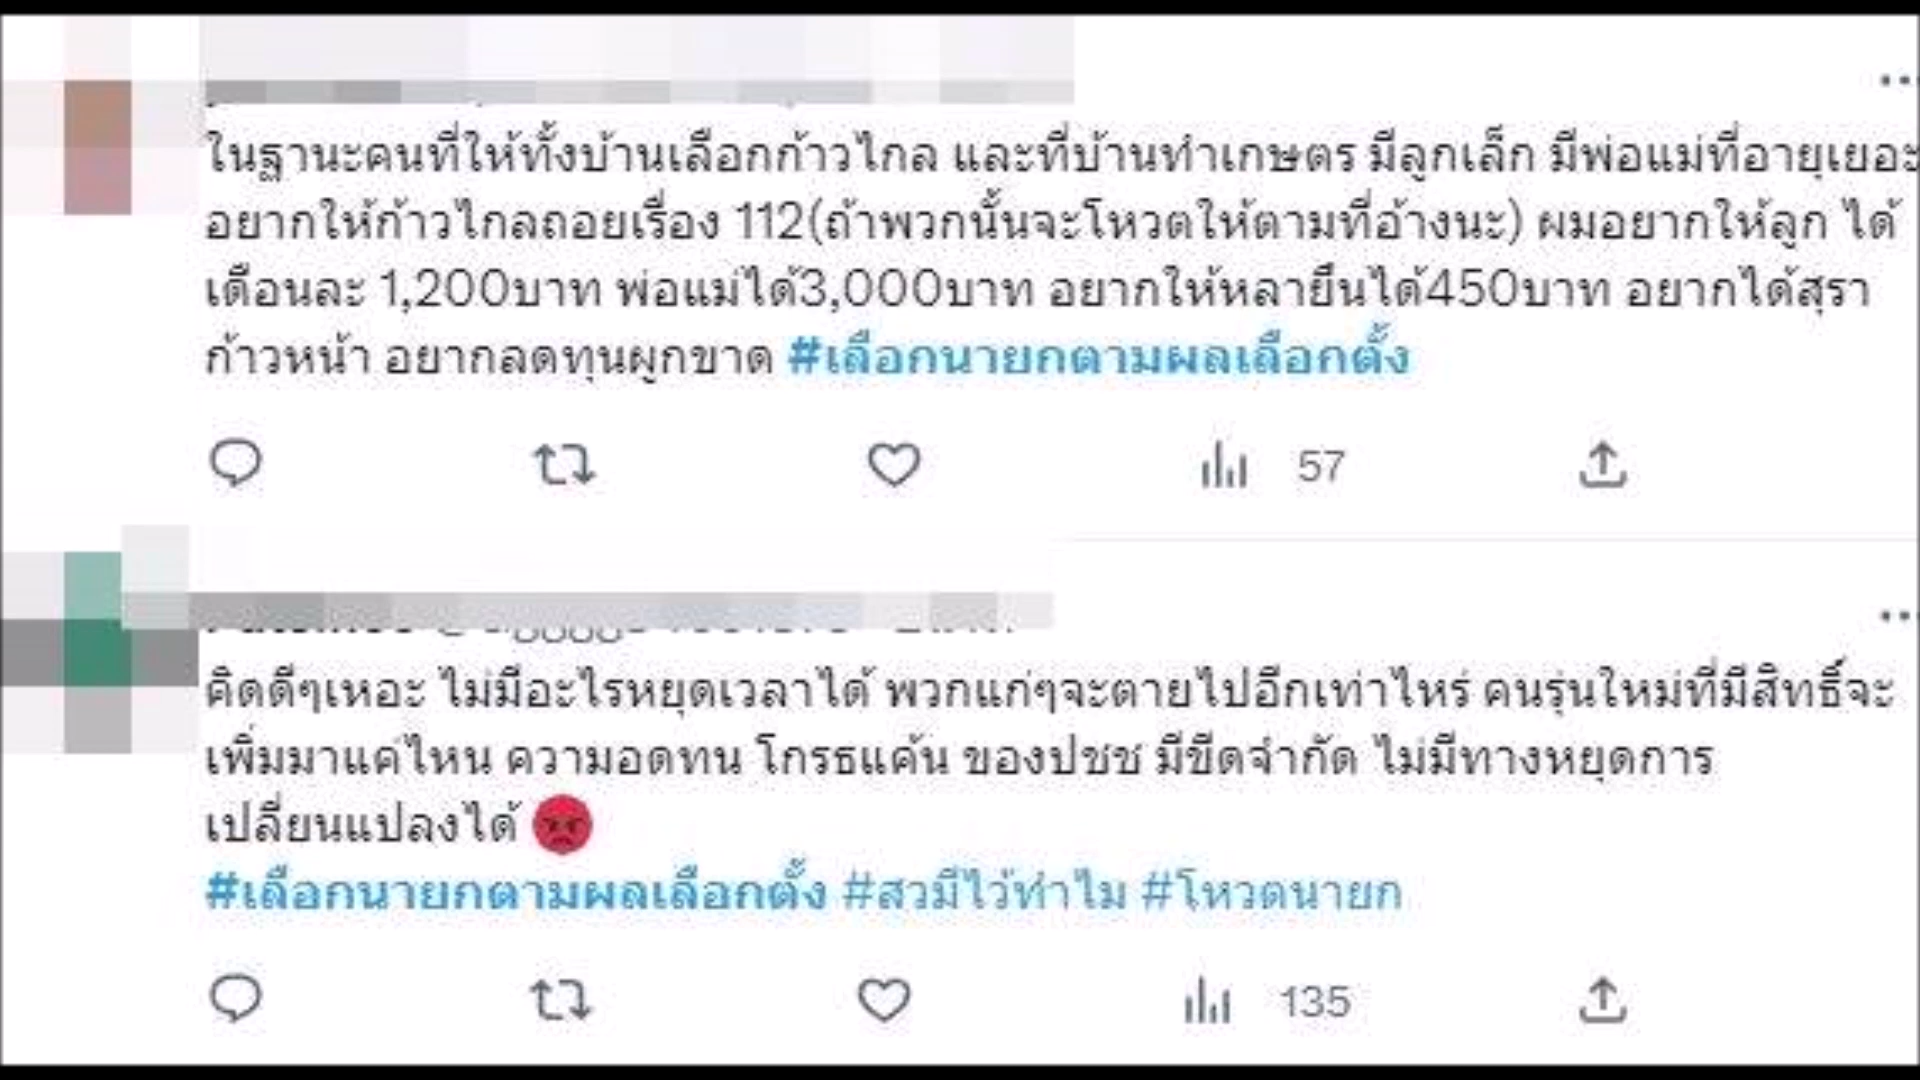 ในฐานะคนที่ให้ทั้งบ้านเลือกก้าวไกล และที่บ้านทำเกษตร มีลูกเล็ก มีพ่อแม่ที่อายุเยอะ
อยากให้ก้าวไกลถอยเรื่อง 112(ถ้าพวกนั้นจะโหวตให้ตามที่อ้างนะ) ผมอยากให้ลูก ได้
เดือนละ 1,200บาท พ่อแม่ได้3,000บาท อยากให้หลายยืนได้450บาท อยากได้สุรา
ก้าวหน้า อยากลดทุนผูกขาด #เลือกนายกตามผลเลือกตั้ง
57
คิดดีๆเหอะ ไม่มีอะไรหยุดเวลาได้ พวกแก่ๆจะตายไปอีกเท่าไหร่ คนรุ่นใหม่ที่มีสิทธิ์จะ
เพิ่มมาแค่ไหน ความอดทน โกรธแค้น ของปชช มีขีดจำกัด ไม่มีทางหยุดการ
เปลี่ยนแปลงได้ 😡
#เลือกนายกตามผลเลือกตั้ง #สวมีไว้ทำไม #โหวตนายก
135